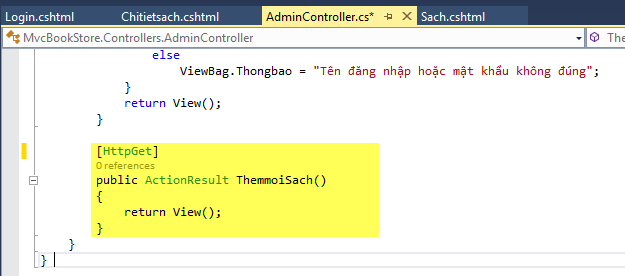 Login.cshtml Chitietsach.cshtml AdminController.cs* Sach.cshtml
MvcBookStore.Controllers.AdminController The
else
ViewBag.Thongbao = "Tên đăng nhập hoặc mật khẩu không đúng";
}
return View();
}
[HttpGet]
0 references
public ActionResult ThemmoiSach()
{
return View();
}
}
}